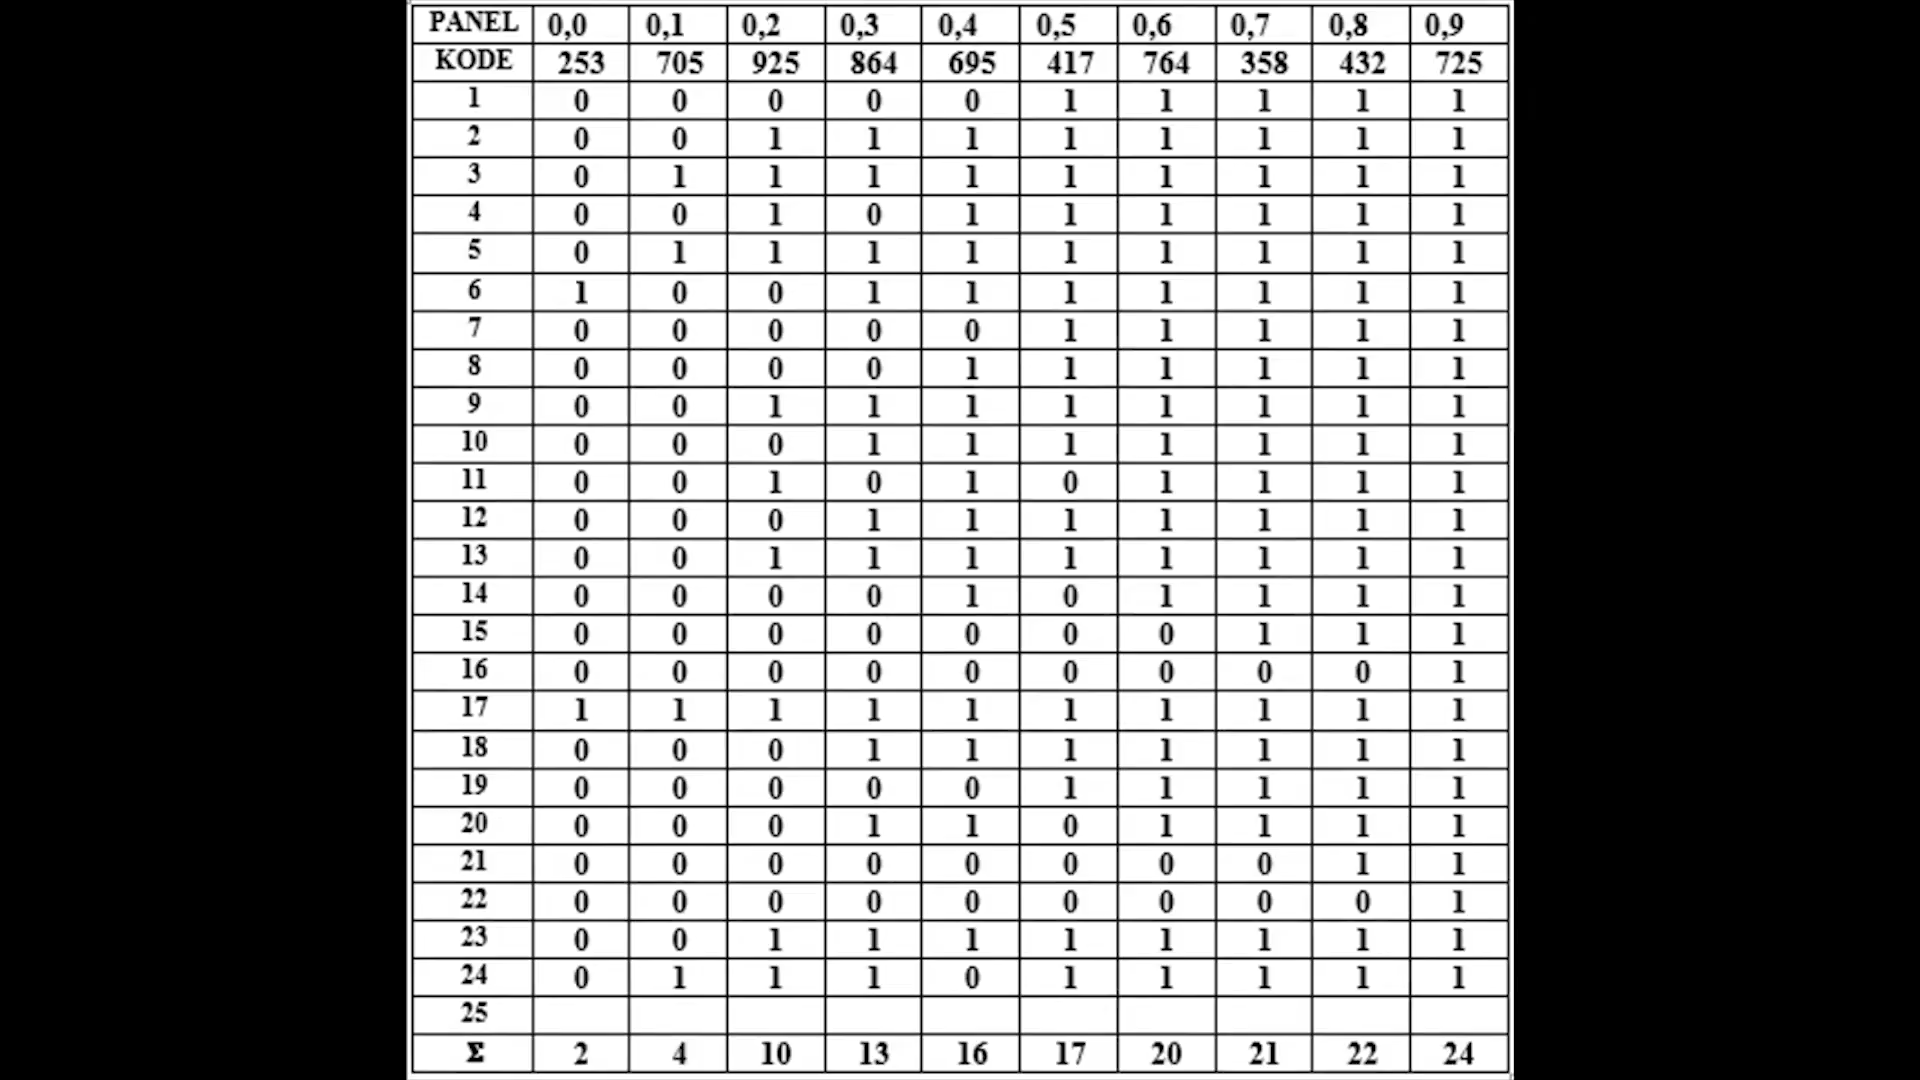 PANEL 0,0 0,1 0,2 0,3 0,4 0,5 0,6 0,7 0,8 0,9
KODE 253 705 925 864 695 417 764 358 432 725
1 0 0 0 0 0 1 1 1 1 1
2 0 0 1 1 1 1 1 1 1 1
3 0 1 1 1 1 1 1 1 1 1
4 0 0 1 0 1 1 1 1 1 1
5 0 1 1 1 1 1 1 1 1 1
6 1 0 0 1 1 1 1 1 1 1
7 0 0 0 0 0 1 1 1 1 1
8 0 0 0 0 1 1 1 1 1 1
9 0 0 1 1 1 1 1 1 1 1
10 0 0 0 1 1 1 1 1 1 1
11 0 0 1 0 1 0 1 1 1 1
12 0 0 0 1 1 1 1 1 1 1
13 0 0 1 1 1 1 1 1 1 1
14 0 0 0 0 1 0 1 1 1 1
15 0 0 0 0 0 0 0 1 1 1
16 0 0 0 0 0 0 0 0 0 1
17 1 1 1 1 1 1 1 1 1 1
18 0 0 0 1 1 1 1 1 1 1
19 0 0 0 0 0 1 1 1 1 1
20 0 0 0 1 1 0 1 1 1 1
21 0 0 0 0 0 0 0 0 1 1
22 0 0 0 0 0 0 0 0 0 1
23 0 0 1 1 1 1 1 1 1 1
24 0 1 1 1 0 1 1 1 1 1
25
Σ 2 4 10 13 16 17 20 21 22 24